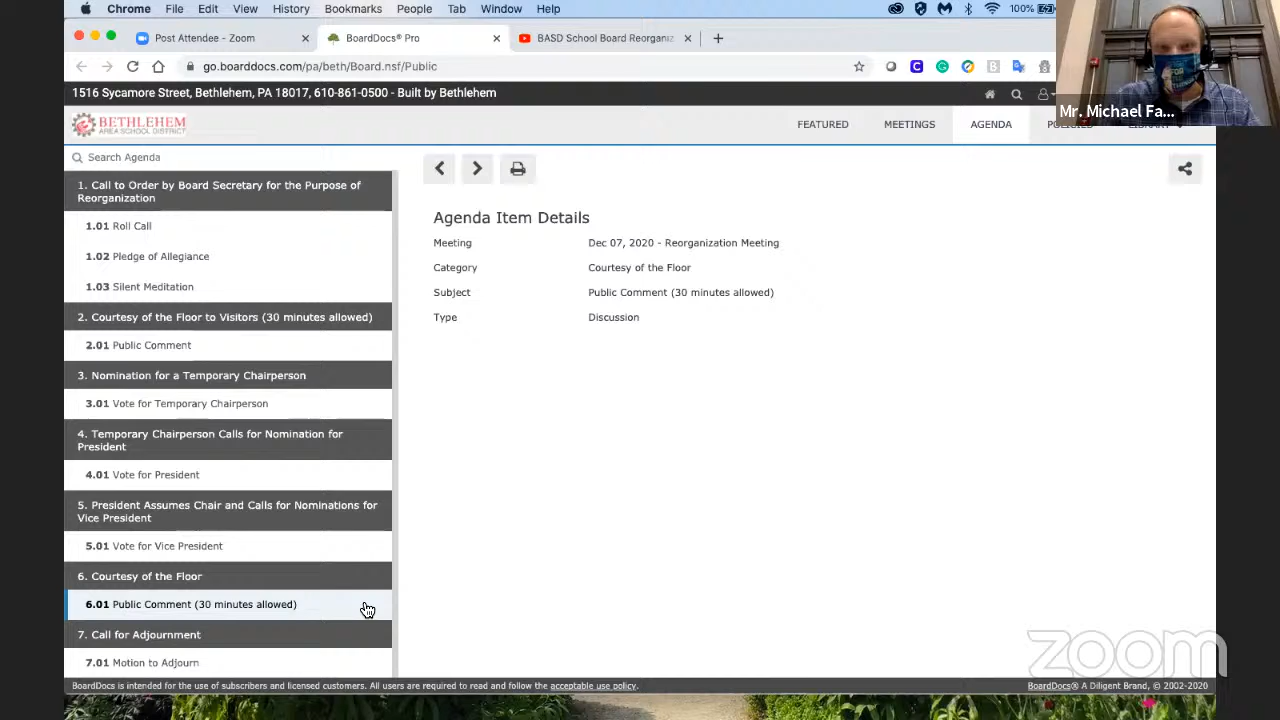 Chrome File Edit View History Bookmarks People Tab Window Help 100%
Post Attendee - Zoom BoardDocs® Pro BASD School Board Reorganiz
go.boarddocs.com/pa/beth/Board.nsf/Public
1516 Sycamore Street, Bethlehem, PA 18017, 610-861-0500 - Built by Bethlehem
Mr. Michael Fa...
BETHLEHEM
AREA SCHOOL DISTRICT
FEATURED MEETINGS AGENDA
Search Agenda
1. Call to Order by Board Secretary for the Purpose of
Reorganization
1.01 Roll Call
1.02 Pledge of Allegiance
1.03 Silent Meditation
2. Courtesy of the Floor to Visitors (30 minutes allowed)
2.01 Public Comment
3. Nomination for a Temporary Chairperson
3.01 Vote for Temporary Chairperson
4. Temporary Chairperson Calls for Nomination for
President
4.01 Vote for President
5. President Assumes Chair and Calls for Nominations for
Vice President
5.01 Vote for Vice President
6. Courtesy of the Floor
6.01 Public Comment (30 minutes allowed)
7. Call for Adjournment
7.01 Motion to Adjourn
Agenda Item Details
Meeting Dec 07, 2020 - Reorganization Meeting
Category Courtesy of the Floor
Subject Public Comment (30 minutes allowed)
Type Discussion
zoom
BoardDocs is intended for the use of subscribers and licensed customers. All users are required to read and follow the acceptable use policy.
BoardDocs® A Diligent Brand, © 2002-2020